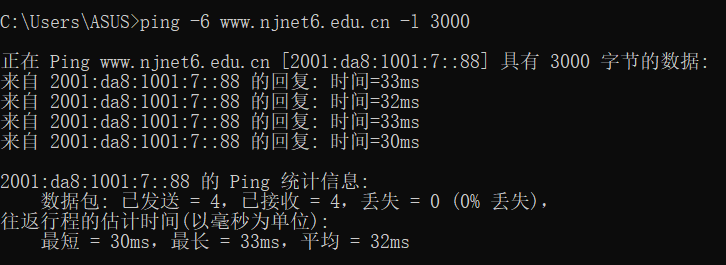 C:\Users\ASUS>ping -6 www.njnet6.edu.cn -l 3000
正在 Ping www.njnet6.edu.cn [2001:da8:1001:7::88] 具有 3000 字节的数据:
来自 2001:da8:1001:7::88 的回复: 时间=33ms
来自 2001:da8:1001:7::88 的回复: 时间=32ms
来自 2001:da8:1001:7::88 的回复: 时间=33ms
来自 2001:da8:1001:7::88 的回复: 时间=30ms
2001:da8:1001:7::88 的 Ping 统计信息:
数据包: 已发送 = 4，已接收 = 4，丢失 = 0 (0% 丢失)，
往返行程的估计时间(以毫秒为单位):
最短 = 30ms，最长 = 33ms，平均 = 32ms